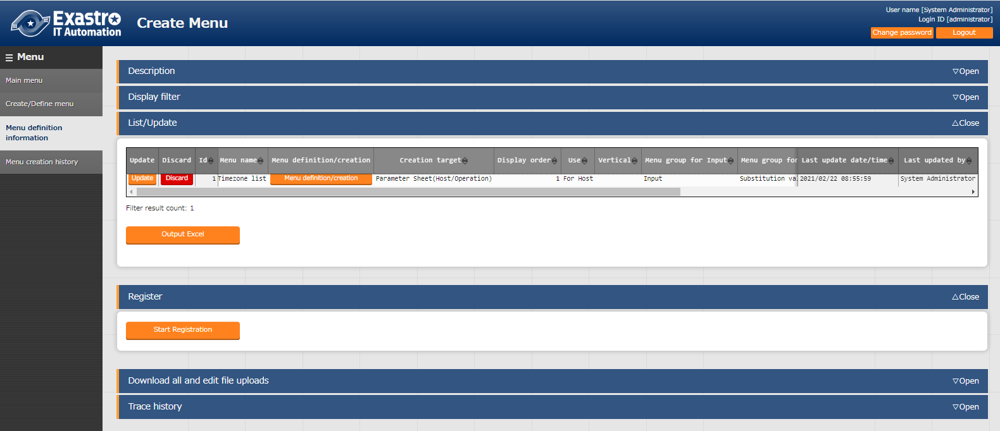 Exastro
IT Automation
Create Menu
User name [System Administrator]
Login ID [administrator]
Change password
Logout
Menu
Main menu
Create/Define menu
Menu definition
information
Menu creation history
Description
▽Open
Display filter
▽Open
List/Update
△Close
Update Discard Id Menu name Menu definition/creation Creation target Display order Use Vertical Menu group for Input Menu group for Last update date/time Last updated by
Update Discard 1 Timezone list Menu definition/creation Parameter Sheet(Host/Operation) 1 For Host Input Substitution va 2021/02/22 08:55:59 System Administrator
Filter result count: 1
Output Excel
Register
△Close
Start Registration
Download all and edit file uploads
▽Open
Trace history
▽Open